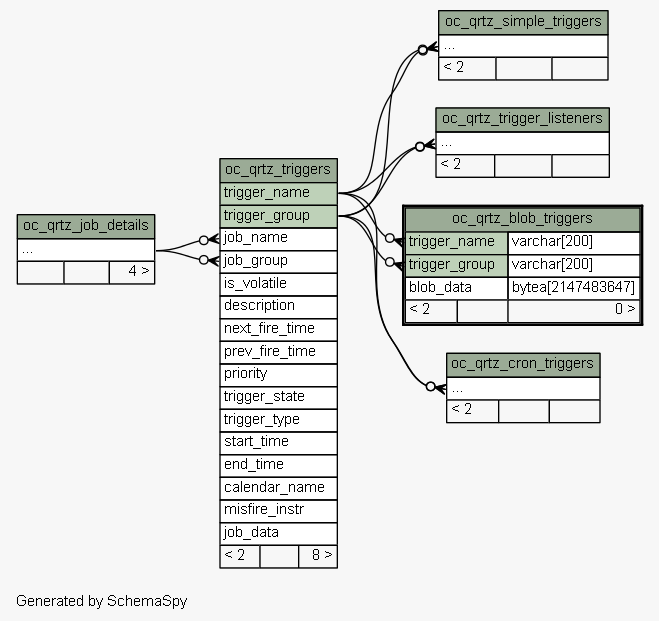 oc_qrtz_simple_triggers
...
< 2
oc_qrtz_trigger_listeners
...
< 2
oc_qrtz_triggers
trigger_name
trigger_group
job_name
job_group
is_volatile
description
next_fire_time
prev_fire_time
priority
trigger_state
trigger_type
start_time
end_time
calendar_name
misfire_instr
job_data
< 2 8 >
oc_qrtz_job_details
...
4 >
oc_qrtz_blob_triggers
trigger_name varchar[200]
trigger_group varchar[200]
blob_data bytea[2147483647]
< 2 0 >
oc_qrtz_cron_triggers
...
< 2
Generated by SchemaSpy